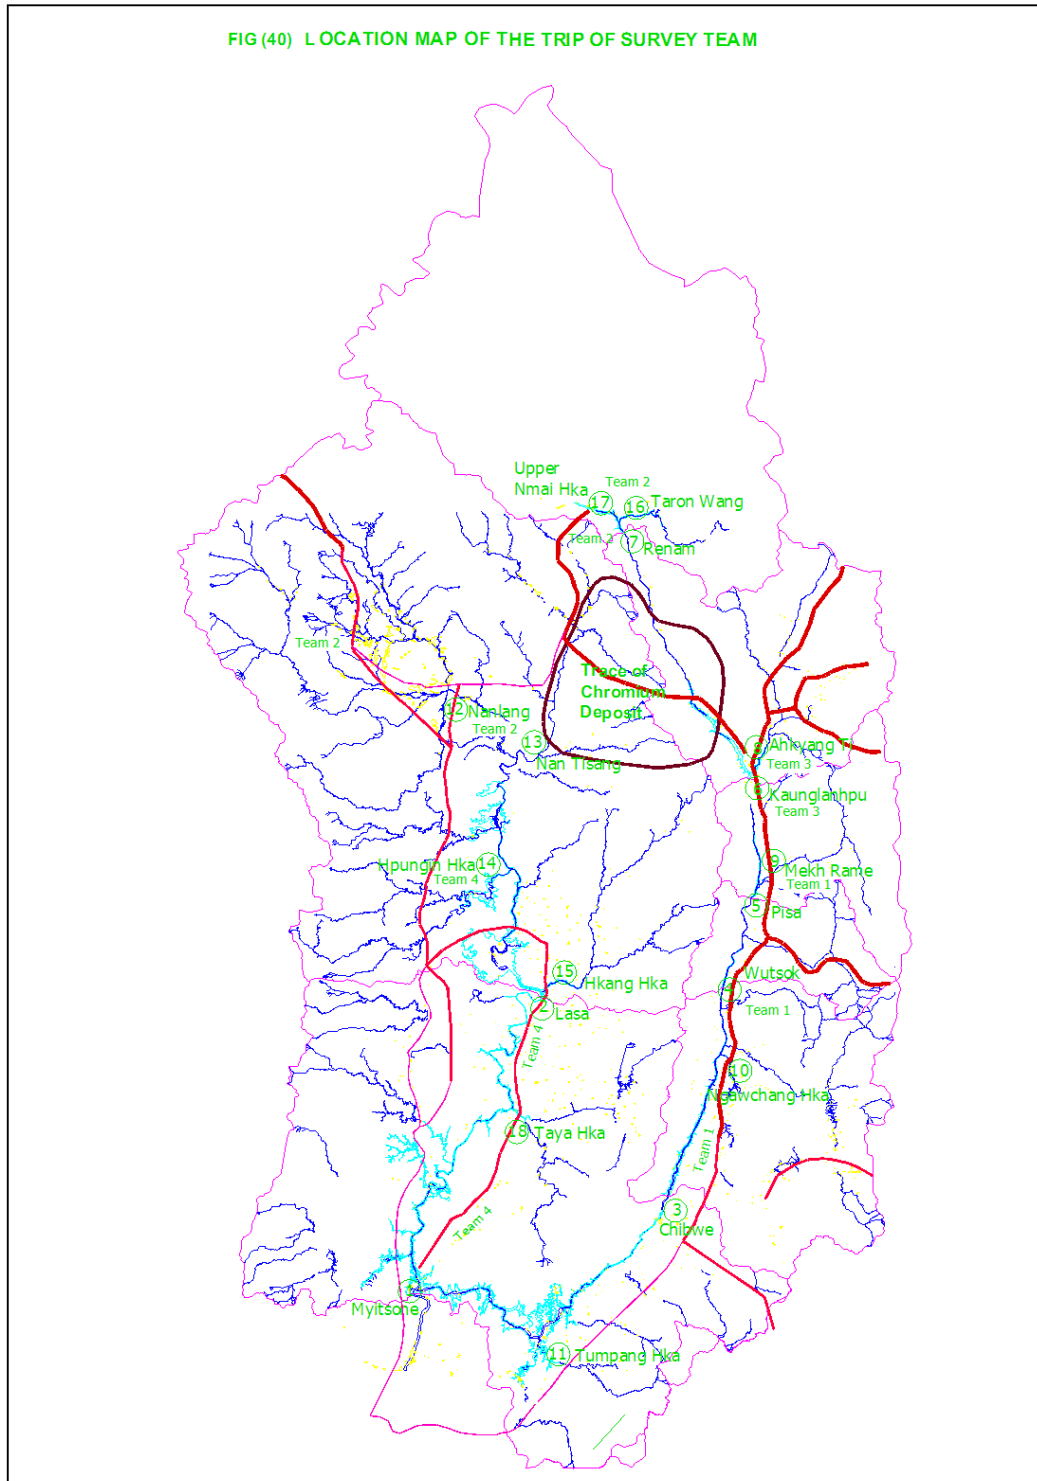 FIG (40) LOCATION MAP OF THE TRIP OF SURVEY TEAM
Upper
Nmai Hka
Team 2
17
16
Taron Wang
Team 2
7
Renam
Team 2
Trace of
Chromium
Deposit
12
Nanlang
Team 2
13
Nan Tisang
8
Ahkyang Ti
Team 3
6
Kaunglanhpu
Team 3
Hpungin Hka
14
Team 4
9
Mekh Rame
Team 1
5
Pisa
15
Hkang Hka
Wutsok
4
2
Lasa
Team 1
Team 4
10
Ngawchang Hka
18
Taya Hka
Team 1
3
Chibwe
Team 4
Myitsone
11
Tumpang Hka